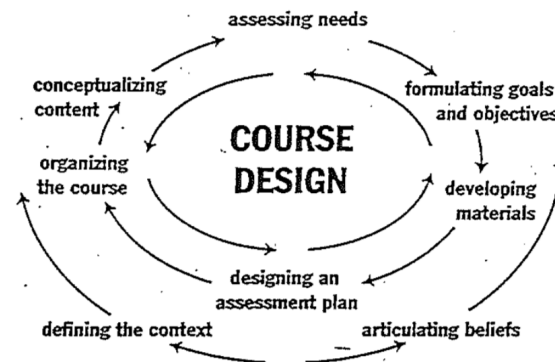 assessing needs
conceptualizing
content
formulating goals
and objectives
COURSE
DESIGN
organizing
the course
developing
materials
designing an
assessment plan
defining the context
articulating beliefs